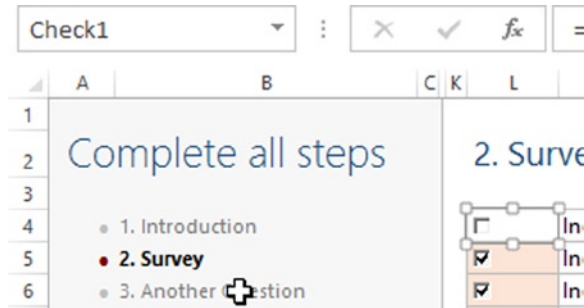 Check1 fx =
A B C K L
1
2 Complete all steps 2. Surve
3
4 1. Introduction In
5 2. Survey In
6 3. Another Question In